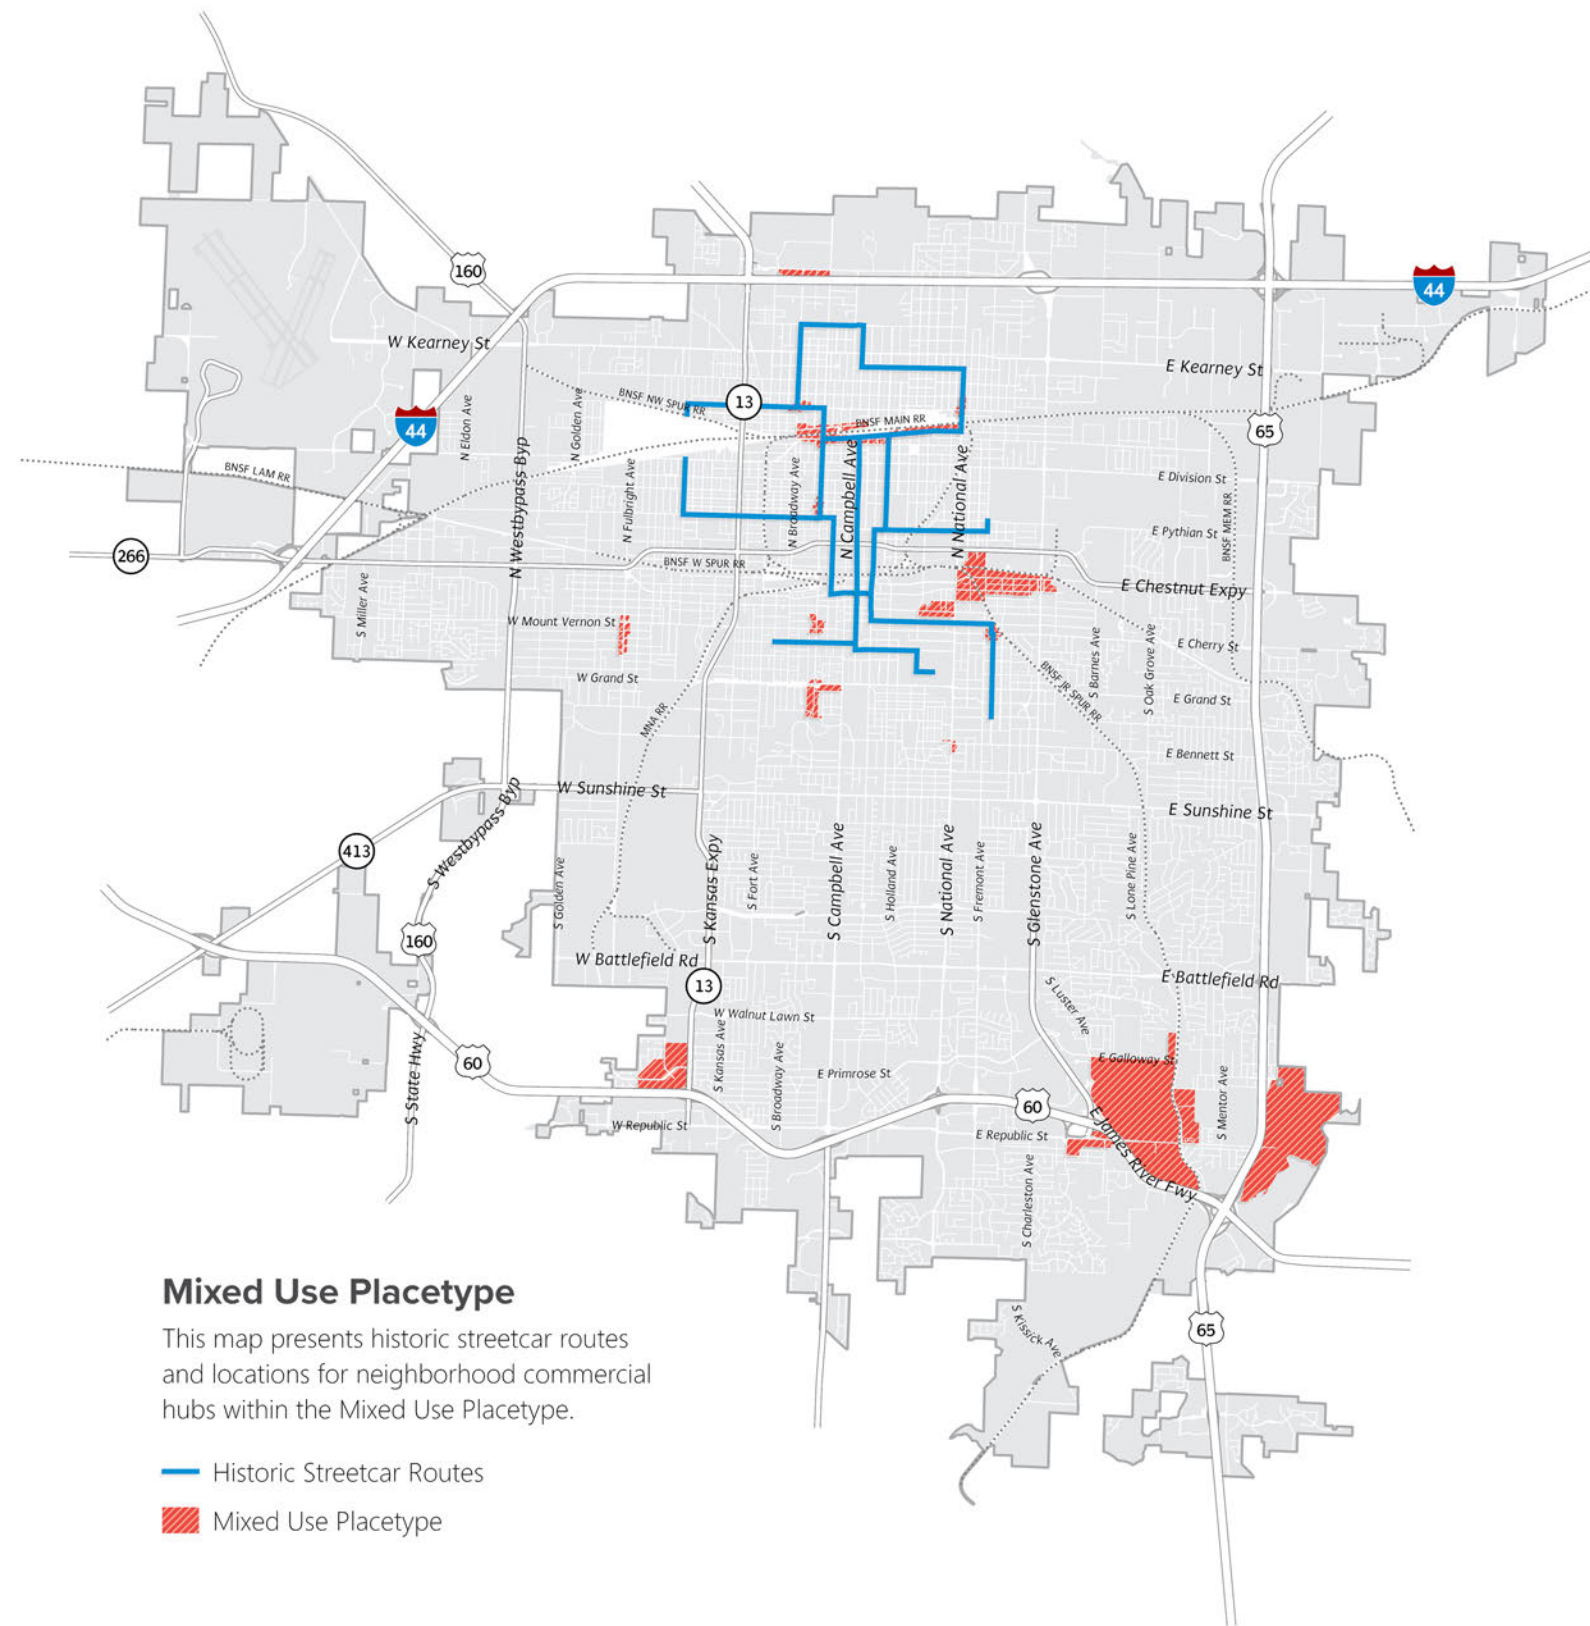 160
44
W Kearney St
E Kearney St
BNSF NW SPUR RR
13
N Eldon Ave
N Golden Ave
44
BNSF MAIN RR
65
BNSF LAM RR
N Westbypass Byp
N Fulbright Ave
N Broadway Ave
N Campbell Ave
N National Ave
E Division St
BNSF MEM RR
E Pythian St
266
BNSF W SPUR RR
E Chestnut Expy
S Miller Ave
W Mount Vernon St
E Cherry St
S Barnes Ave
S Oak Grove Ave
W Grand St
BNSF JR SPUR RR
E Grand St
MNA RR
E Bennett St
W Sunshine St
E Sunshine St
S Westbypass Byp
413
S Golden Ave
S Kansas Expy
S Fort Ave
S Campbell Ave
S Holland Ave
S National Ave
S Fremont Ave
S Glenstone Ave
S Lone Pine Ave
160
W Battlefield Rd
E Battlefield Rd
13
S Luster Ave
W Walnut Lawn St
S State Hwy
60
S Kansas Ave
S Broadway Ave
E Primrose St
E Galloway St
S Mentor Ave
60
W Republic St
E Republic St
E James River Fwy
S Charleston Ave
S Kissick Ave
65
Mixed Use Placetype
This map presents historic streetcar routes
and locations for neighborhood commercial
hubs within the Mixed Use Placetype.
Historic Streetcar Routes
Mixed Use Placetype